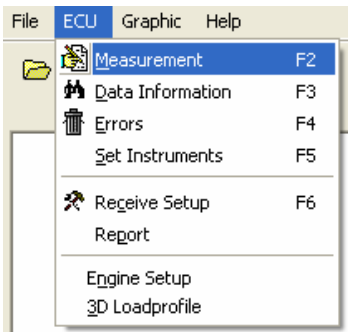 File ECU Graphic Help
Measurement F2
Data Information F3
Errors F4
Set Instruments F5
Receive Setup F6
Report
Engine Setup
3D Loadprofile